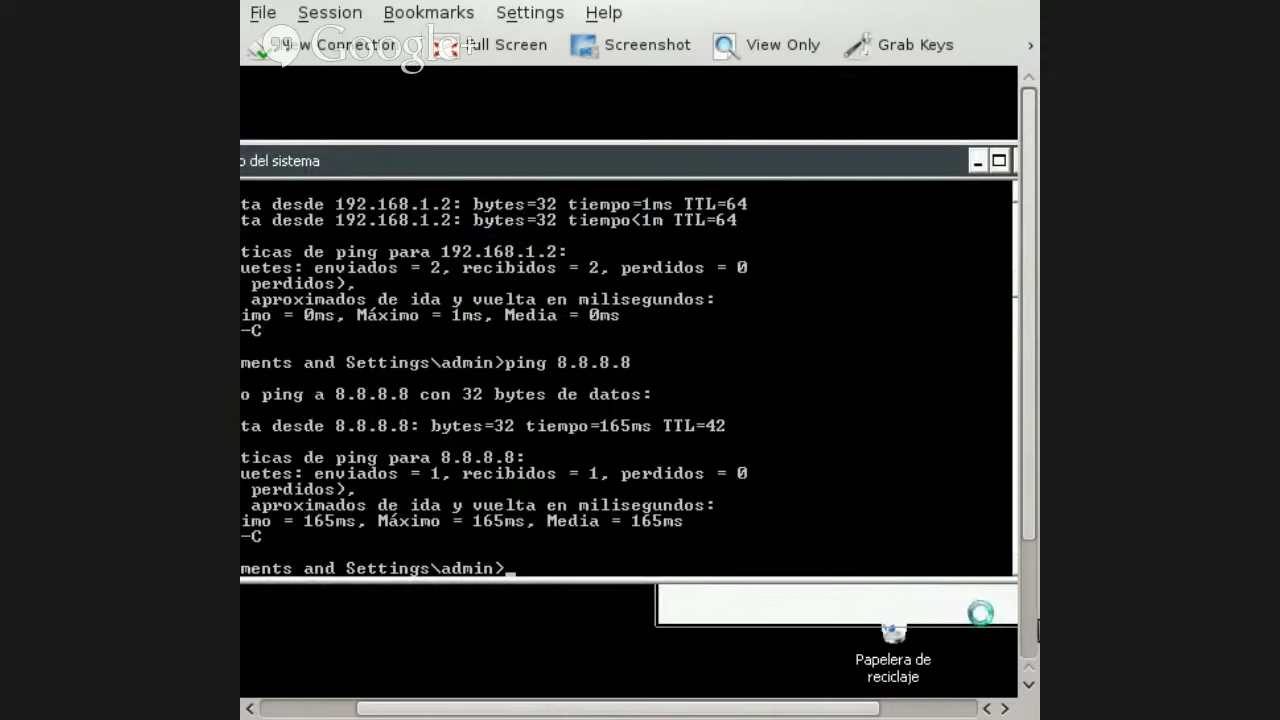 File Session Bookmarks Settings Help
New Connection Full Screen Screenshot View Only Grab Keys
Google+
o del sistema
ta desde 192.168.1.2: bytes=32 tiempo=1ms TTL=64
ta desde 192.168.1.2: bytes=32 tiempo<1m TTL=64
ticas de ping para 192.168.1.2:
uetes: enviados = 2, recibidos = 2, perdidos = 0
perdidos),
aproximados de ida y vuelta en milisegundos:
imo = 0ms, Máximo = 1ms, Media = 0ms
-C
ments and Settings\admin>ping 8.8.8.8
o ping a 8.8.8.8 con 32 bytes de datos:
ta desde 8.8.8.8: bytes=32 tiempo=165ms TTL=42
ticas de ping para 8.8.8.8:
uetes: enviados = 1, recibidos = 1, perdidos = 0
perdidos),
aproximados de ida y vuelta en milisegundos:
imo = 165ms, Máximo = 165ms, Media = 165ms
-C
ments and Settings\admin>_
Papelera de
reciclaje